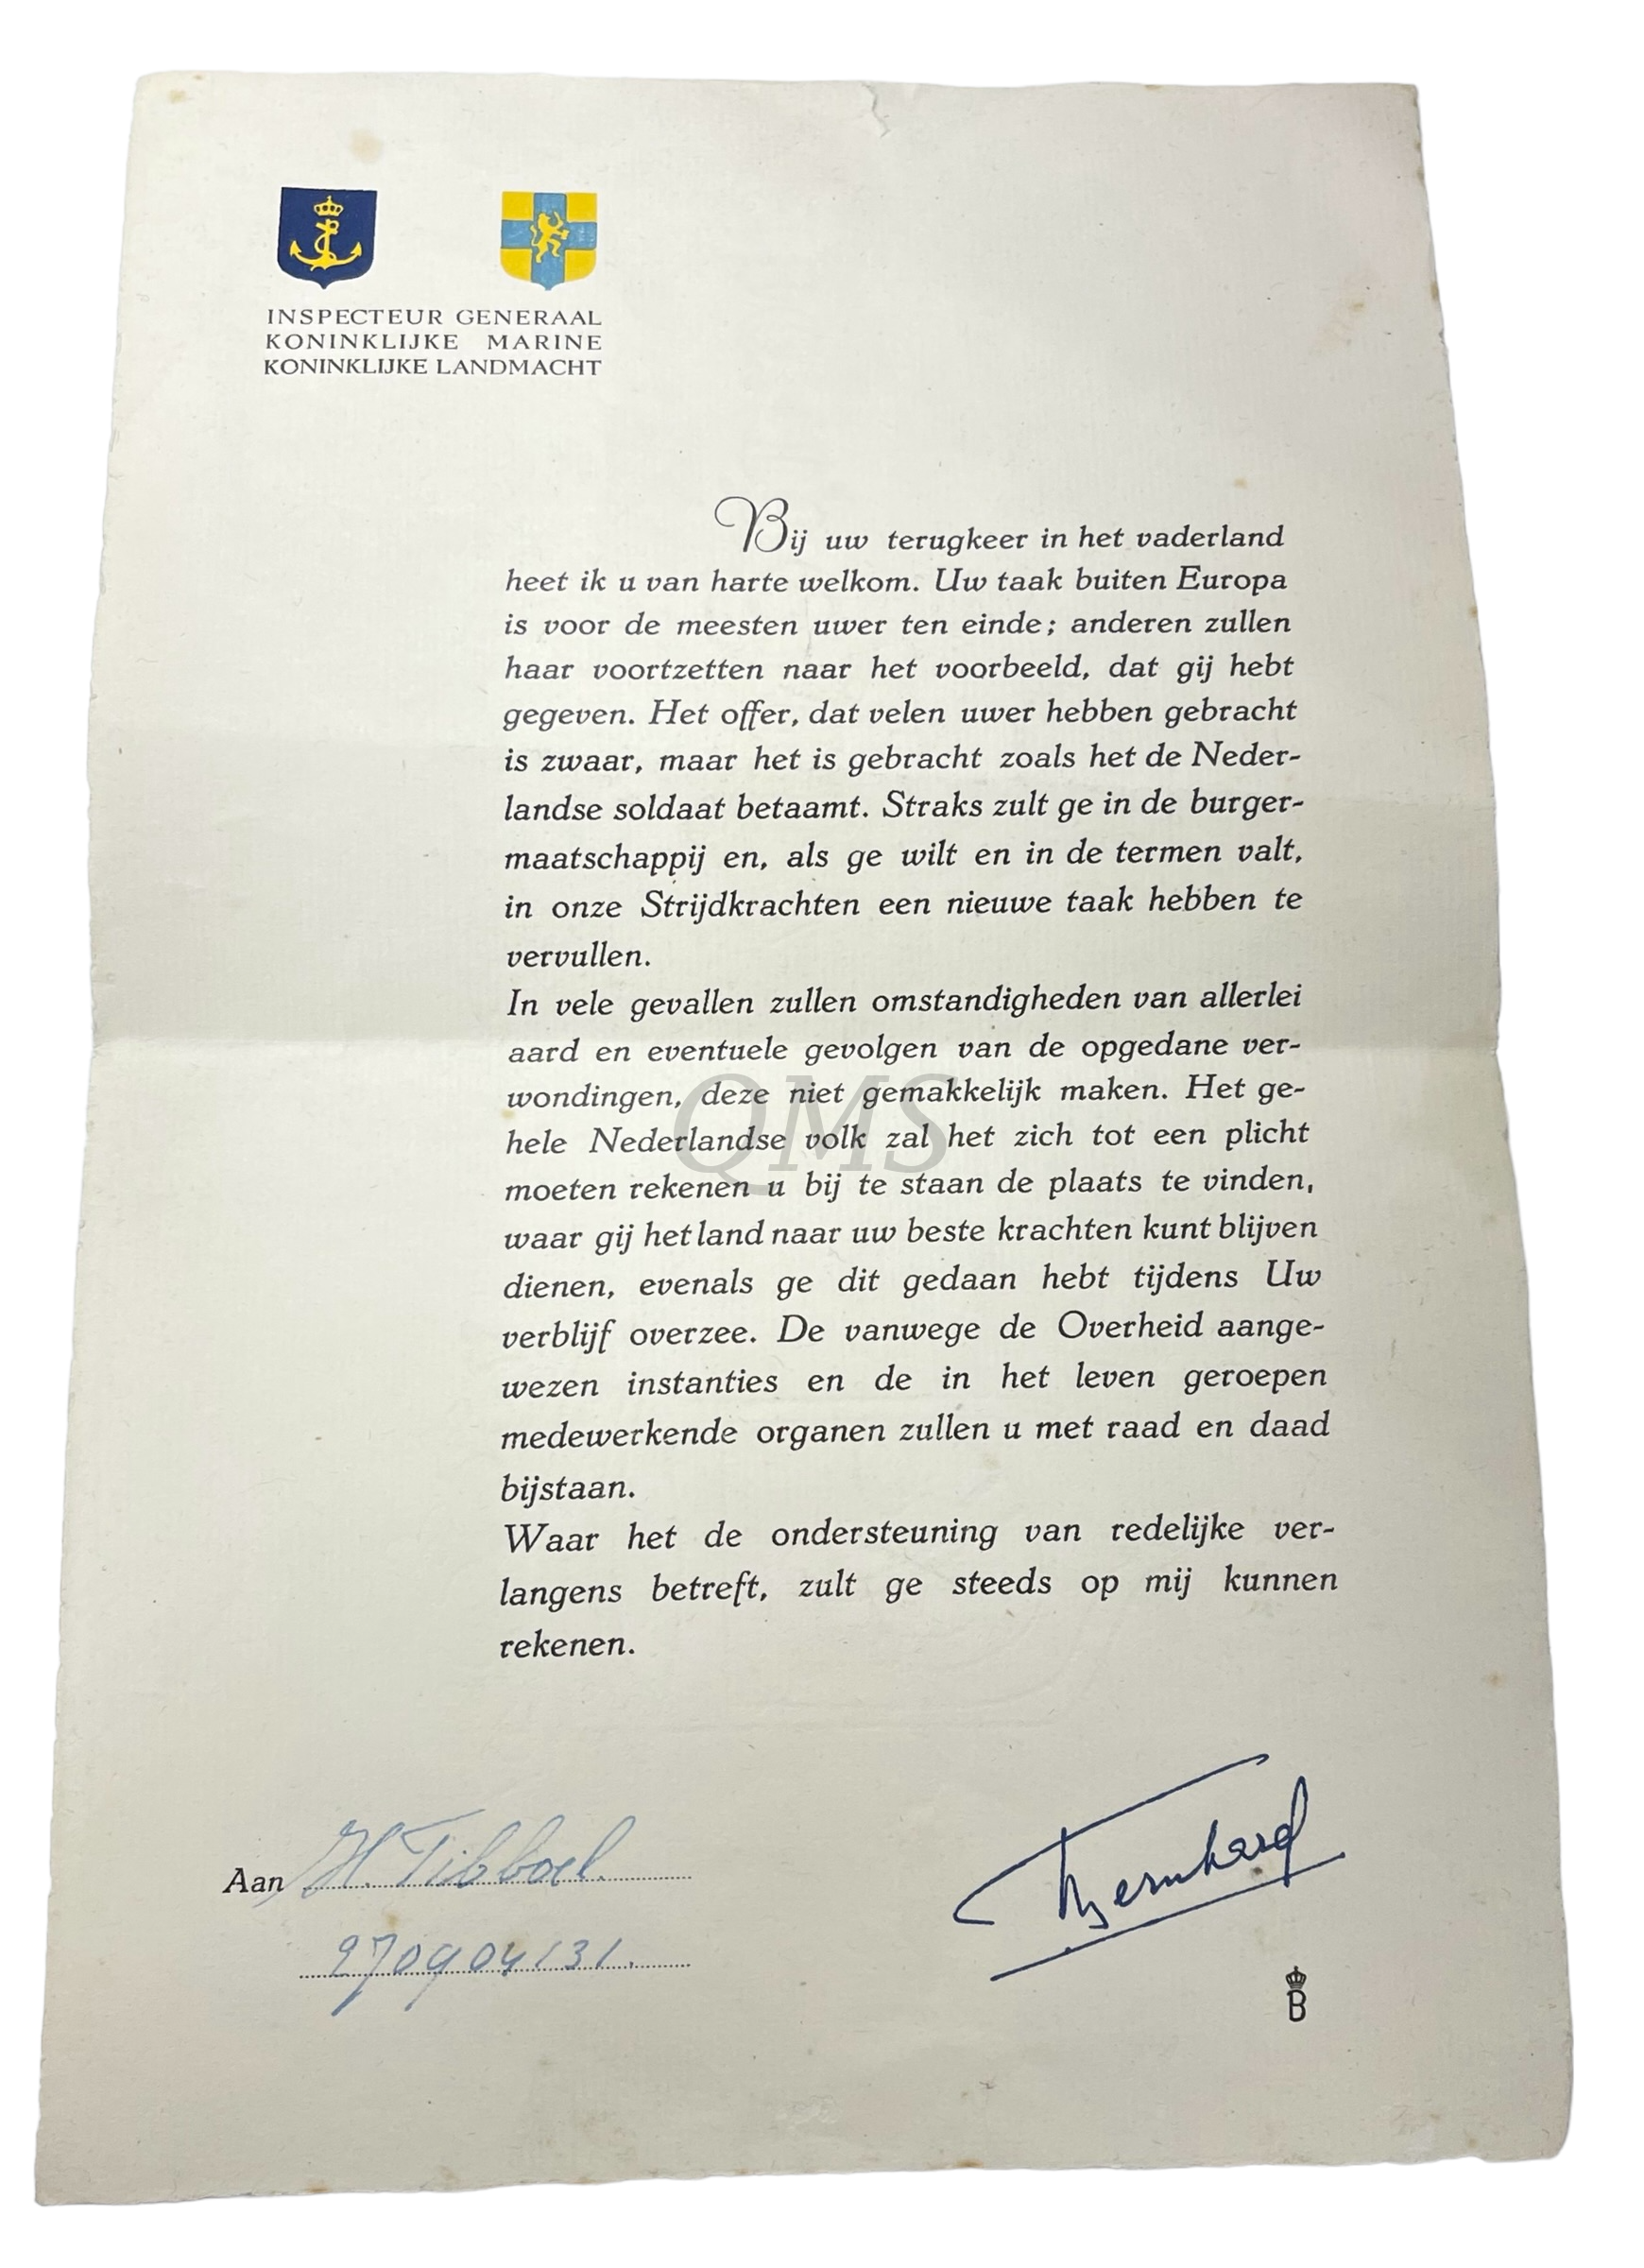 INSPECTEUR GENERAAL
KONINKLIJKE MARINE
KONINKLIJKE LANDMACHT
Bij uw terugkeer in het vaderland
heet ik u van harte welkom. Uw taak buiten Europa
is voor de meesten uwer ten einde; anderen zullen
haar voortzetten naar het voorbeeld, dat gij hebt
gegeven. Het offer, dat velen uwer hebben gebracht
is zwaar, maar het is gebracht zoals het de Neder-
landse soldaat betaamt. Straks zult ge in de burger-
maatschappij en, als ge wilt en in de termen valt,
in onze Strijdkrachten een nieuwe taak hebben te
vervullen.
In vele gevallen zullen omstandigheden van allerlei
aard en eventuele gevolgen van de opgedane ver-
wondingen, deze niet gemakkelijk maken. Het ge-
hele Nederlandse volk zal het zich tot een plicht
moeten rekenen u bij te staan de plaats te vinden,
waar gij het land naar uw beste krachten kunt blijven
dienen, evenals ge dit gedaan hebt tijdens Uw
verblijf overzee. De vanwege de Overheid aange-
wezen instanties en de in het leven geroepen
medewerkende organen zullen u met raad en daad
bijstaan.
Waar het de ondersteuning van redelijke ver-
langens betreft, zult ge steeds op mij kunnen
rekenen.
QMS
Aan H. Tibboel.
270904131.
Bernhard
B